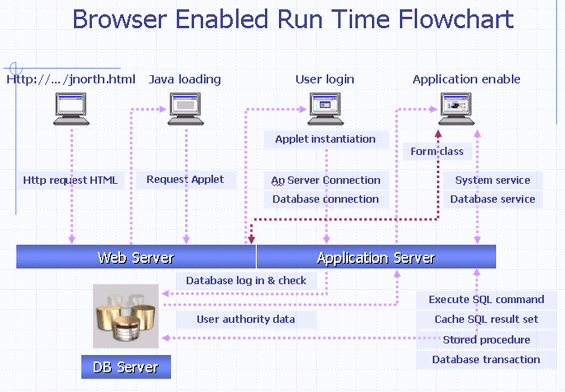 Browser Enabled Run Time Flowchart
Http://.../jnorth.html
Java loading
User login
Application enable
Applet instantiation
Form class
Http request HTML
Request Applet
Ap Server Connection
Database connection
System service
Database service
Web Server
Application Server
Database log in & check
User authority data
Execute SQL command
Cache SQL result set
Stored procedure
Database transaction
DB Server